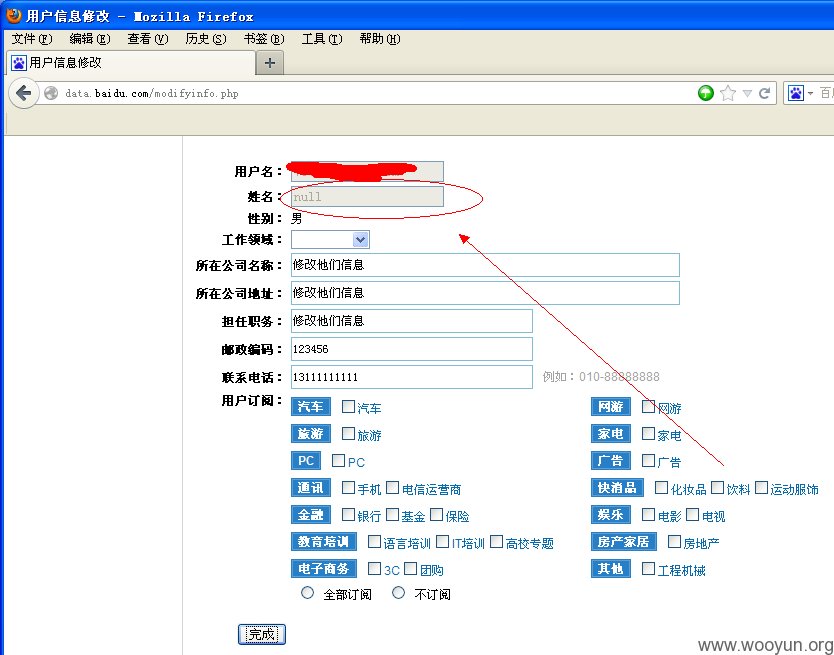 用户信息修改 - Mozilla Firefox
文件(F) 编辑(E) 查看(V) 历史(S) 书签(B) 工具(T) 帮助(H)
用户信息修改 +
data.baidu.com/modifyinfo.php
用户名：
姓名： null
性别： 男
工作领域：
所在公司名称： 修改他们信息
所在公司地址： 修改他们信息
担任职务： 修改他们信息
邮政编码： 123456
联系电话： 13111111111 例如：010-88888888
用户订阅： 汽车 汽车 网游 网游
旅游 旅游 家电 家电
PC PC 广告 广告
通讯 手机 电信运营商 快消品 化妆品 饮料 运动服饰
金融 银行 基金 保险 娱乐 电影 电视
教育培训 语言培训 IT培训 高校专题 房产家居 房地产
电子商务 3C 团购 其他 工程机械
全部订阅 不订阅
完成
www.wooyun.org